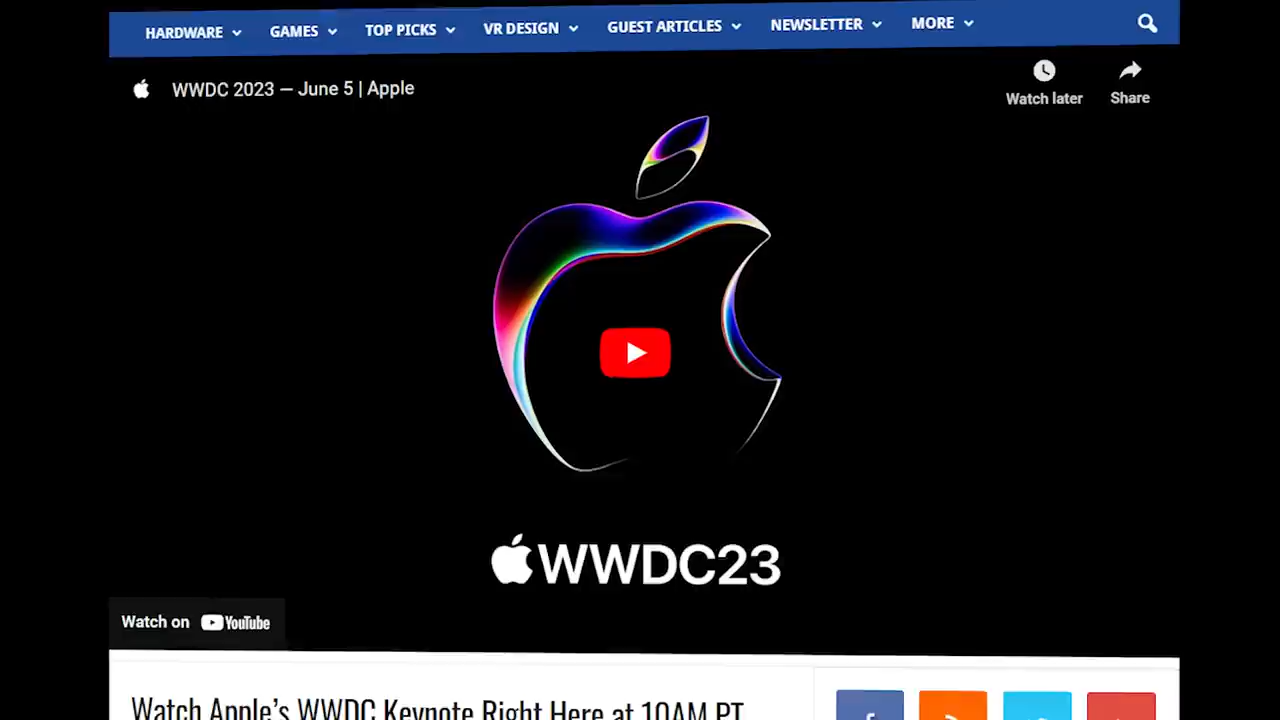 HARDWARE GAMES TOP PICKS VR DESIGN GUEST ARTICLES NEWSLETTER MORE
WWDC 2023 — June 5 | Apple
Watch later Share
WWDC23
Watch on YouTube
Watch Apple's WWDC Keynote Right Here at 10AM PT